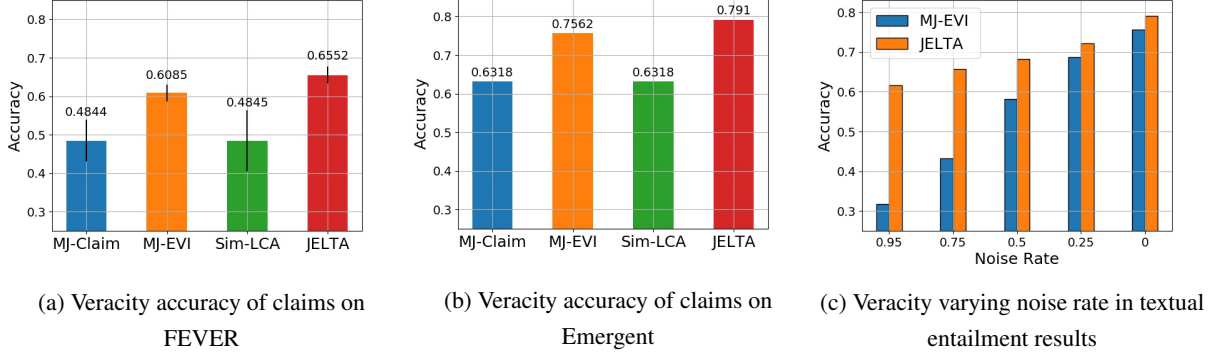 0.8
0.7
0.6
0.5
0.4
0.3
Accuracy
0.4844
0.6085
0.4845
0.6552
MJ-Claim MJ-EVI Sim-LCA JELTA
(a) Veracity accuracy of claims on
FEVER
0.8
0.7
0.6
0.5
0.4
0.3
Accuracy
0.6318
0.7562
0.6318
0.791
MJ-Claim MJ-EVI Sim-LCA JELTA
(b) Veracity accuracy of claims on
Emergent
0.8
0.7
0.6
0.5
0.4
0.3
Accuracy
MJ-EVI
JELTA
0.95 0.75 0.5 0.25 0
Noise Rate
(c) Veracity varying noise rate in textual
entailment results